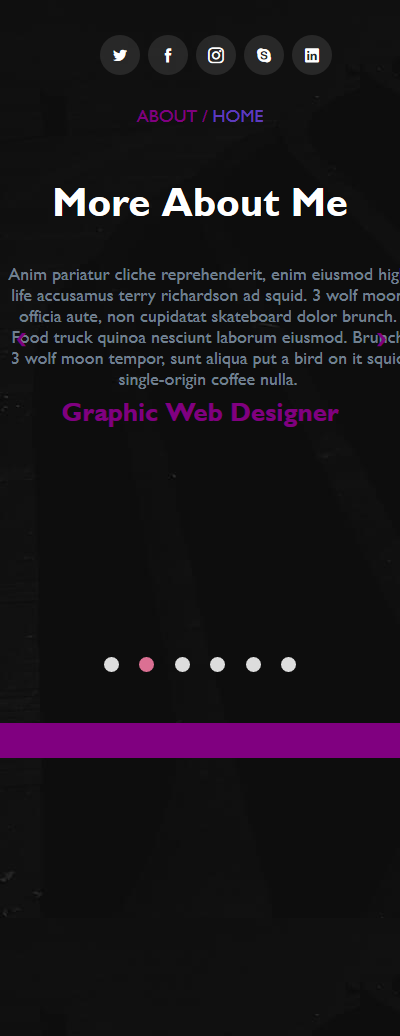 ABOUT / HOME
More About Me
Anim pariatur cliche reprehenderit, enim eiusmod hig
life accusamus terry richardson ad squid. 3 wolf moon
officia aute, non cupidatat skateboard dolor brunch.
Food truck quinoa nesciunt laborum eiusmod. Brunch
3 wolf moon tempor, sunt aliqua put a bird on it squid
single-origin coffee nulla.
Graphic Web Designer